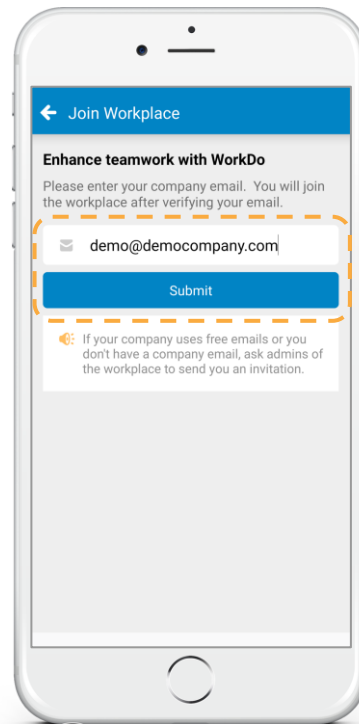 Join Workplace
Enhance teamwork with WorkDo
Please enter your company email.  You will join
the workplace after verifying your email.
demo@democompany.com
Submit
If your company uses free emails or you
don't have a company email, ask admins of
the workplace to send you an invitation.